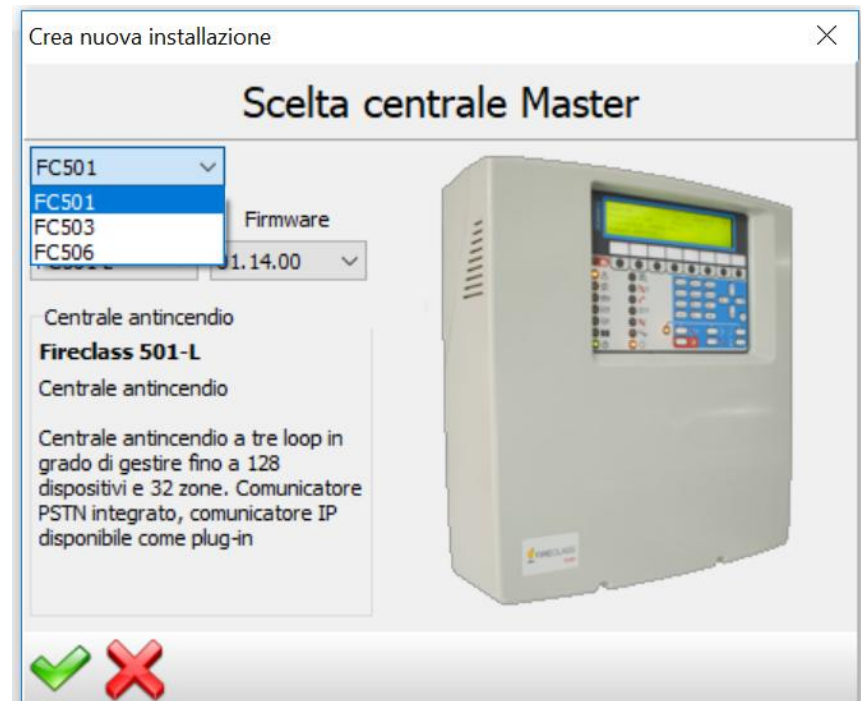 Crea nuova installazione
Scelta centrale Master
FC501
FC501
FC503
FC506
Firmware
01.14.00
Centrale antincendio
Fireclass 501-L
Centrale antincendio
Centrale antincendio a tre loop in
grado di gestire fino a 128
dispositivi e 32 zone. Comunicatore
PSTN integrato, comunicatore IP
disponibile come plug-in
FIRECLASS